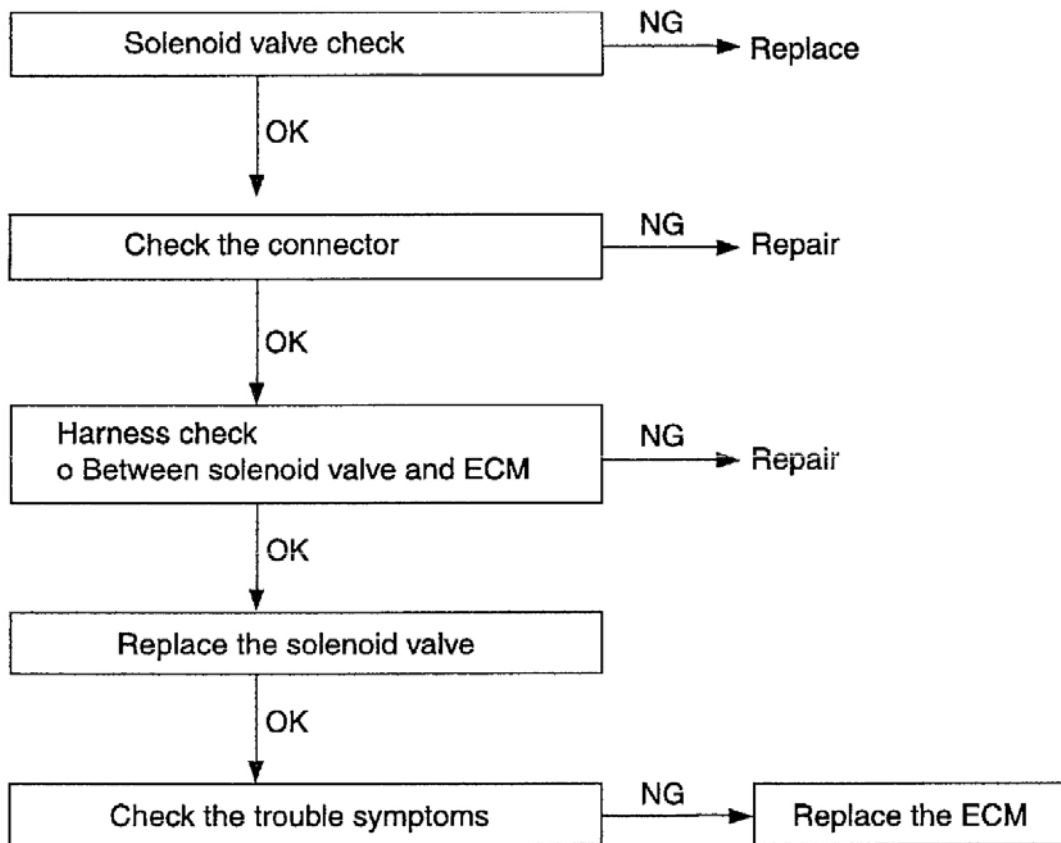 Solenoid valve check
NG
Replace
OK
Check the connector
NG
Repair
OK
Harness check
o Between solenoid valve and ECM
NG
Repair
OK
Replace the solenoid valve
OK
Check the trouble symptoms
NG
Replace the ECM